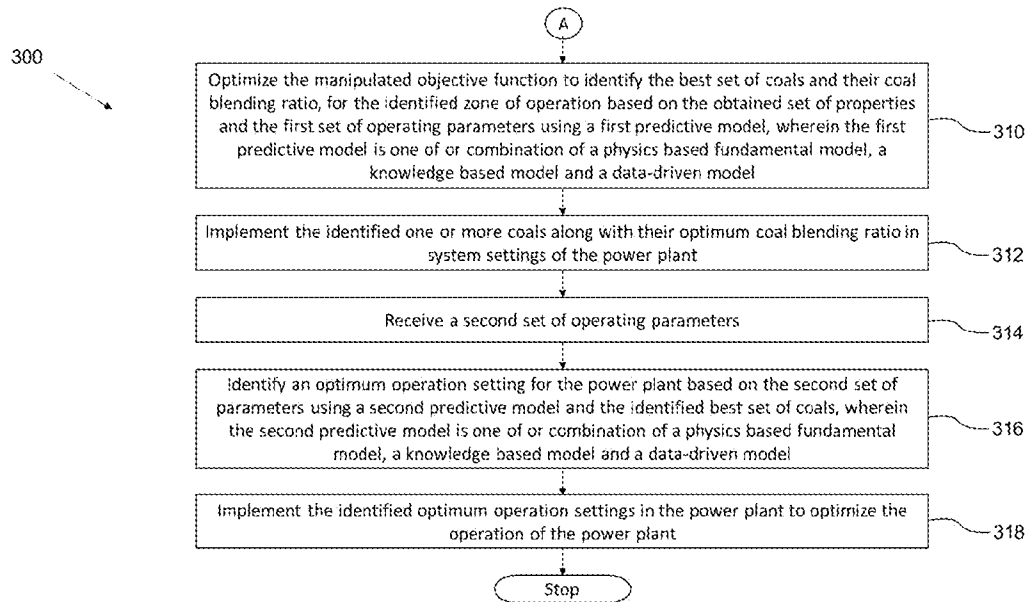 A
300
Optimize the manipulated objective function to identify the best set of coals and their coal
blending ratio, for the identified zone of operation based on the obtained set of properties
and the first set of operating parameters using a first predictive model, wherein the first
predictive model is one of or combination of a physics based fundamental model, a
knowledge based model and a data-driven model
310
Implement the identified one or more coals along with their optimum coal blending ratio in
system settings of the power plant
312
Receive a second set of operating parameters
314
Identify an optimum operation setting for the power plant based on the second set of
parameters using a second predictive model and the identified best set of coals, wherein
the second predictive model is one of or combination of a physics based fundamental
model, a knowledge based model and a data-driven model
316
Implement the identified optimum operation settings in the power plant to optimize the
operation of the power plant
318
Stop